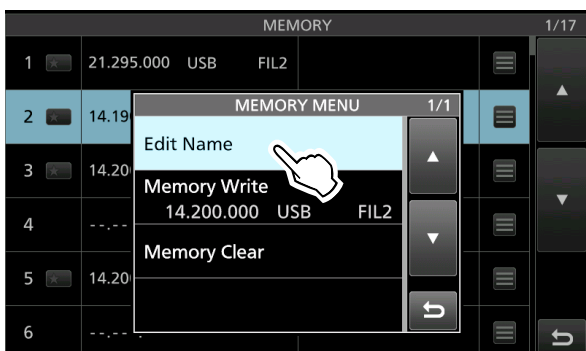 MEMORY 1/17
1 21.295.000 USB FIL2
2 14.19
MEMORY MENU 1/1
Edit Name
3 14.20
Memory Write
14.200.000 USB FIL2
4 --.--
Memory Clear
5 14.20
6 --.--